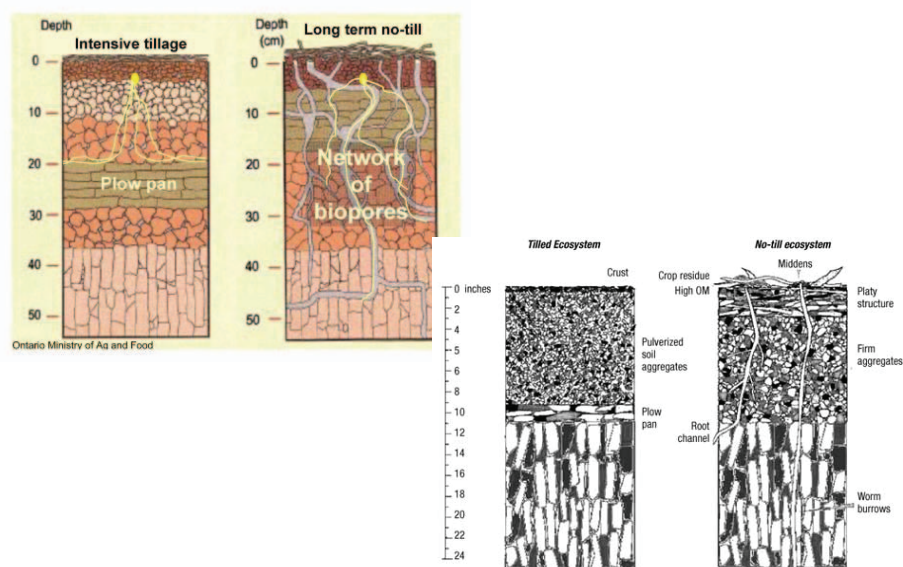 Depth
Intensive tillage
0
10
20
30
40
50
Plow pan
Ontario Ministry of Ag and Food
Depth
(cm)
Long term no-till
0
10
20
30
40
50
Network
of
biopores
Tilled Ecosystem
Crust
0 inches
1
2
4
5
6
8
9
10
12
14
16
18
20
22
24
Pulverized
soil
aggregates
Plow
pan
No-till ecosystem
Middens
Crop residue
High OM
Platy
structure
Firm
aggregates
Root
channel
Worm
burrows